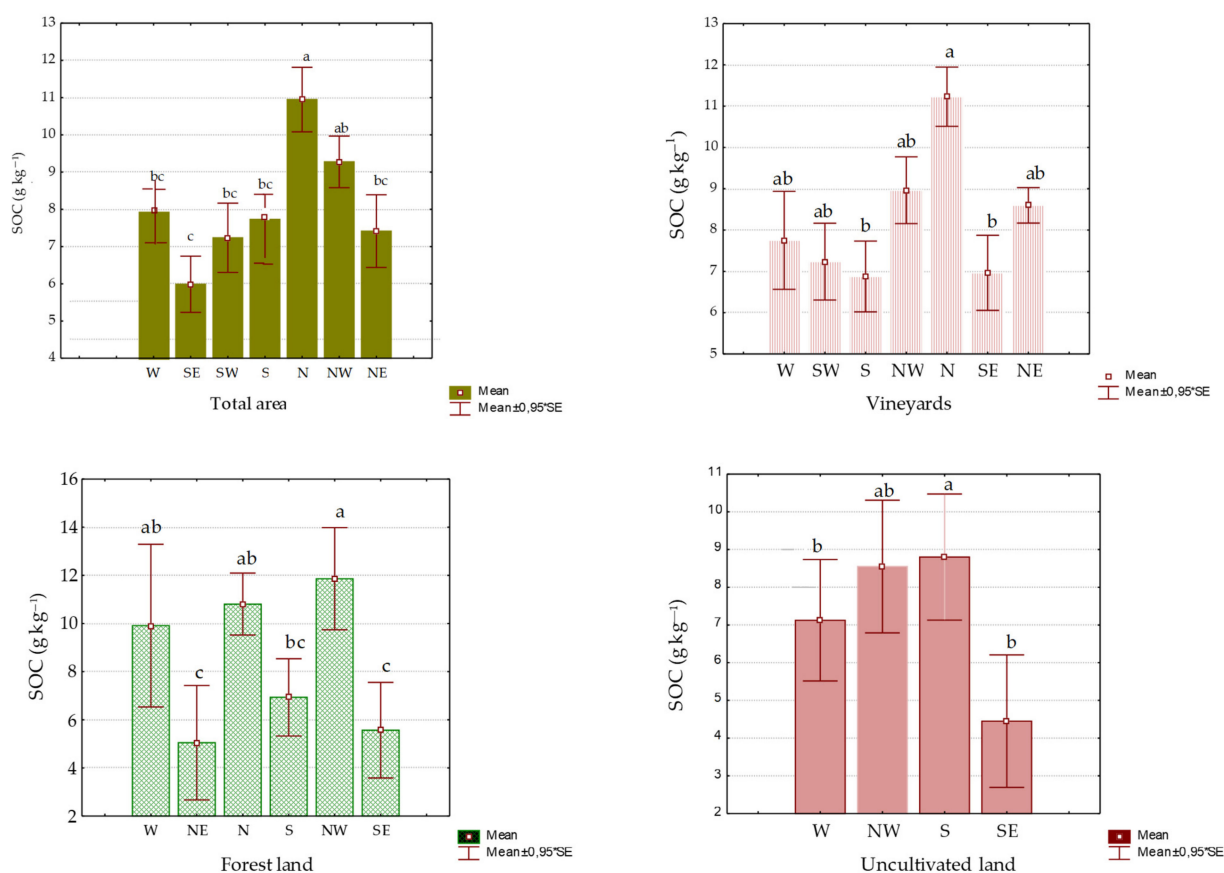 13
12
11
10
9
8
7
6
5
4
SOC (g kg⁻¹)
bc
c
bc
bc
a
ab
bc
W SE SW S N NW NE
Total area
Mean
Mean±0,95*SE
13
12
11
10
9
8
7
6
5
SOC (g kg⁻¹)
ab
ab
b
ab
a
b
ab
W SW S NW N SE NE
Vineyards
Mean
Mean±0,95*SE
16
14
12
10
8
6
4
2
SOC (g kg⁻¹)
ab
c
ab
bc
a
c
W NE N S NW SE
Forest land
Mean
Mean±0,95*SE
11
10
9
8
7
6
5
4
3
2
SOC (g kg⁻¹)
b
ab
a
b
W NW S SE
Uncultivated land
Mean
Mean±0,95*SE